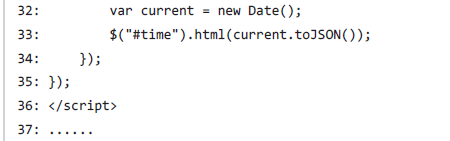 32:         var current = new Date();
33:         $("#time").html(current.toJSON());
34:     });
35: });
36: </script>
37: ......